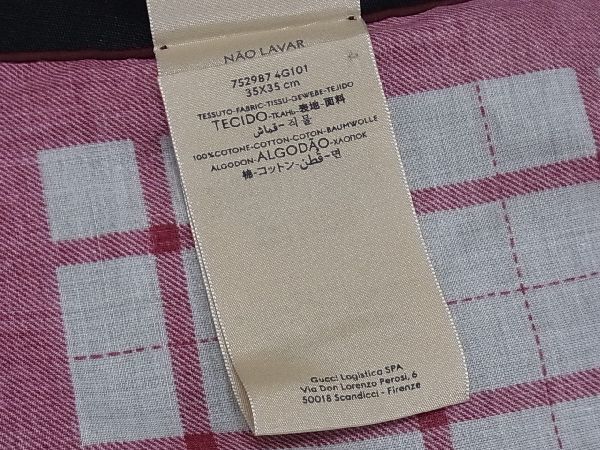 NÃO LAVAR
752987 4G101
35X35 cm
TESSUTO-FABRIC-TISSU-GEWEBE-TEJIDO
TECIDO-ТКАНЬ-表地-面料
قماش-직물
100%COTONE-COTTON-COTON-BAUMWOLLE
ALGODON-ALGODÃO-ХЛОПОК
棉-コットン-قطن-면
Gucci Logistica SPA
Via Don Lorenzo Perosi, 6
50018 Scandicci - Firenze